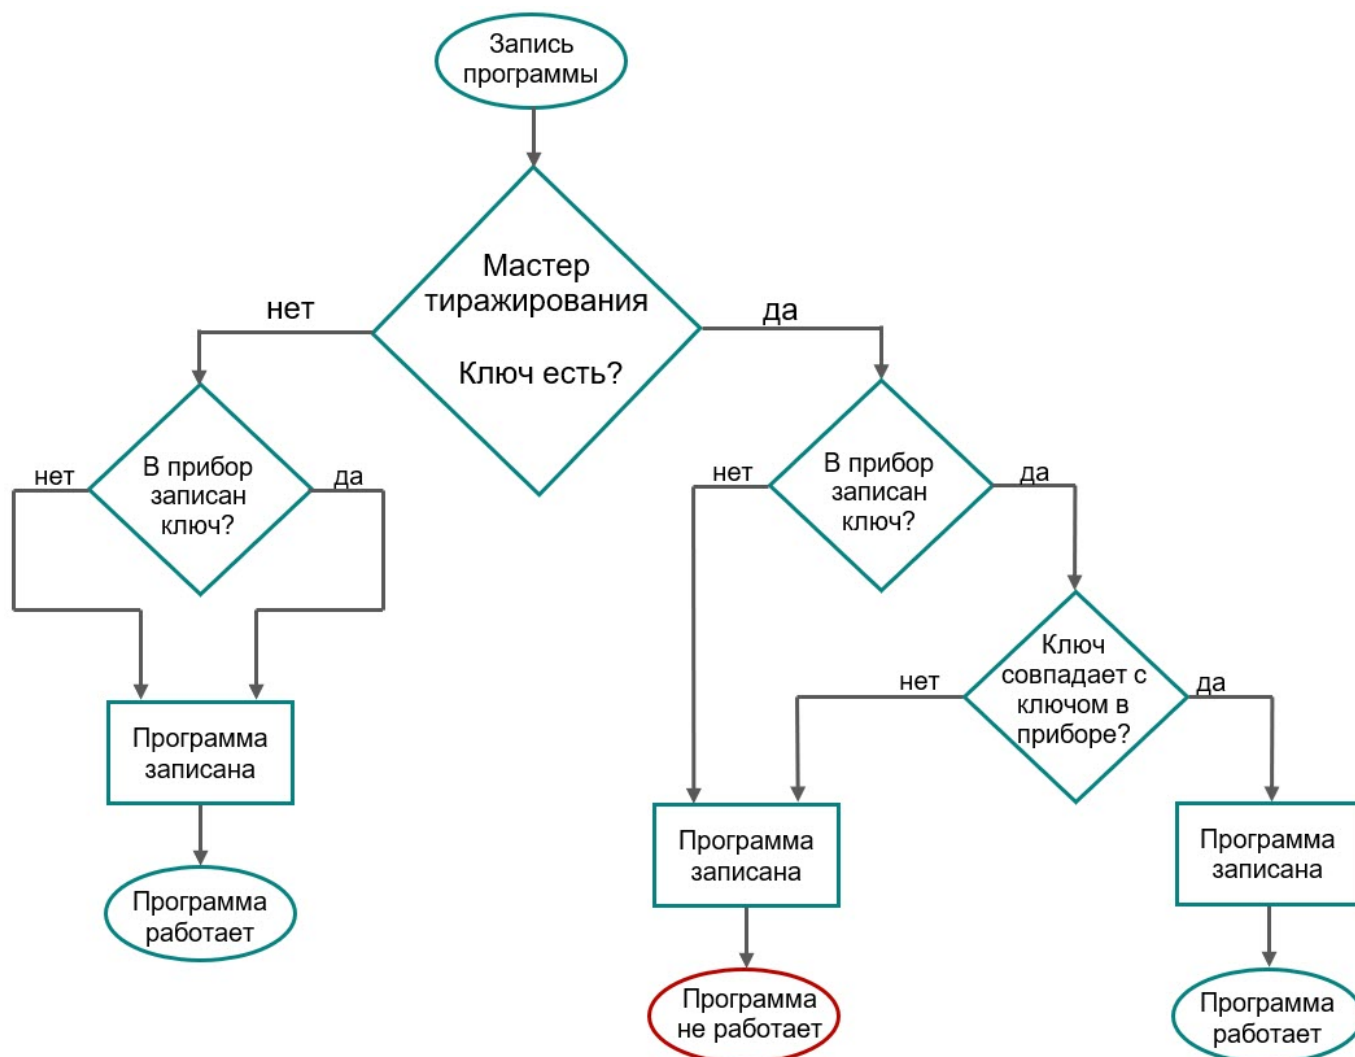 Запись
программы
Мастер
тиражирования
Ключ есть?
нет
да
В прибор
записан
ключ?
нет
да
В прибор
записан
ключ?
нет
да
Ключ
совпадает с
ключом в
приборе?
нет
да
Программа
записана
Программа
записана
Программа
записана
Программа
работает
Программа
не работает
Программа
работает